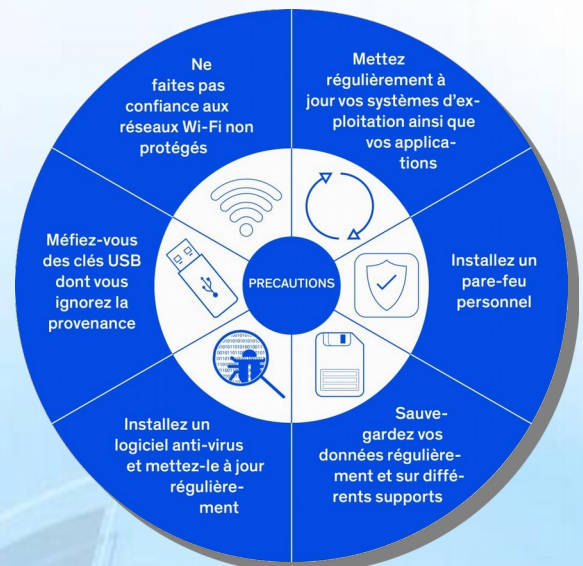 Ne
faites pas
confiance aux
réseaux Wi-Fi non
protégés
Mettez
régulièrement à
jour vos systèmes d'ex-
ploitation ainsi que
vos applica-
tions
Méfiez-vous
des clés USB
dont vous
ignorez la
provenance
PRECAUTIONS
Installez un
pare-feu
personnel
Installez un
logiciel anti-virus
et mettez-le à jour
régulière-
ment
Sauve-
gardez vos
données régulière-
ment et sur diffé-
rents supports